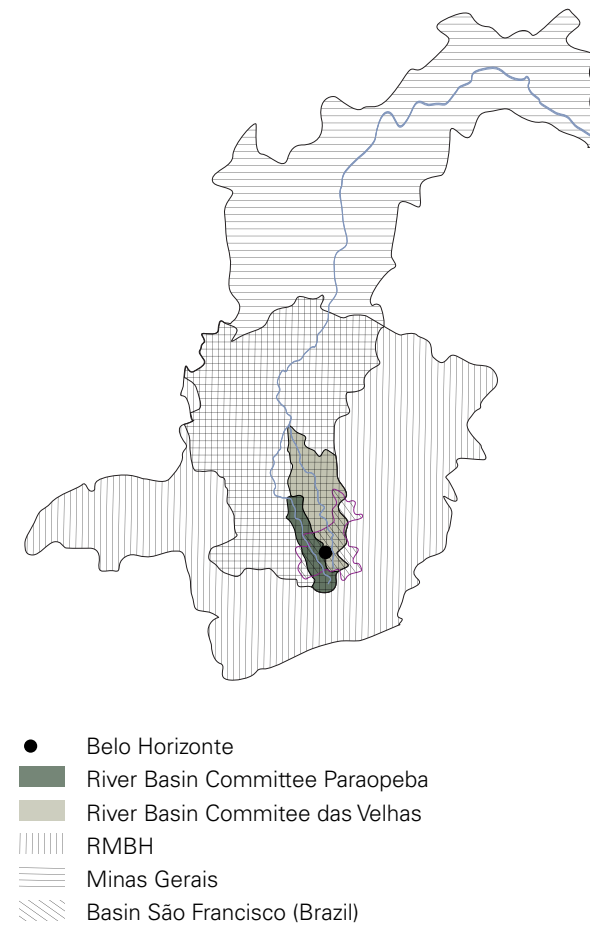 Belo Horizonte
River Basin Committee Paraopeba
River Basin Commitee das Velhas
RMBH
Minas Gerais
Basin São Francisco (Brazil)